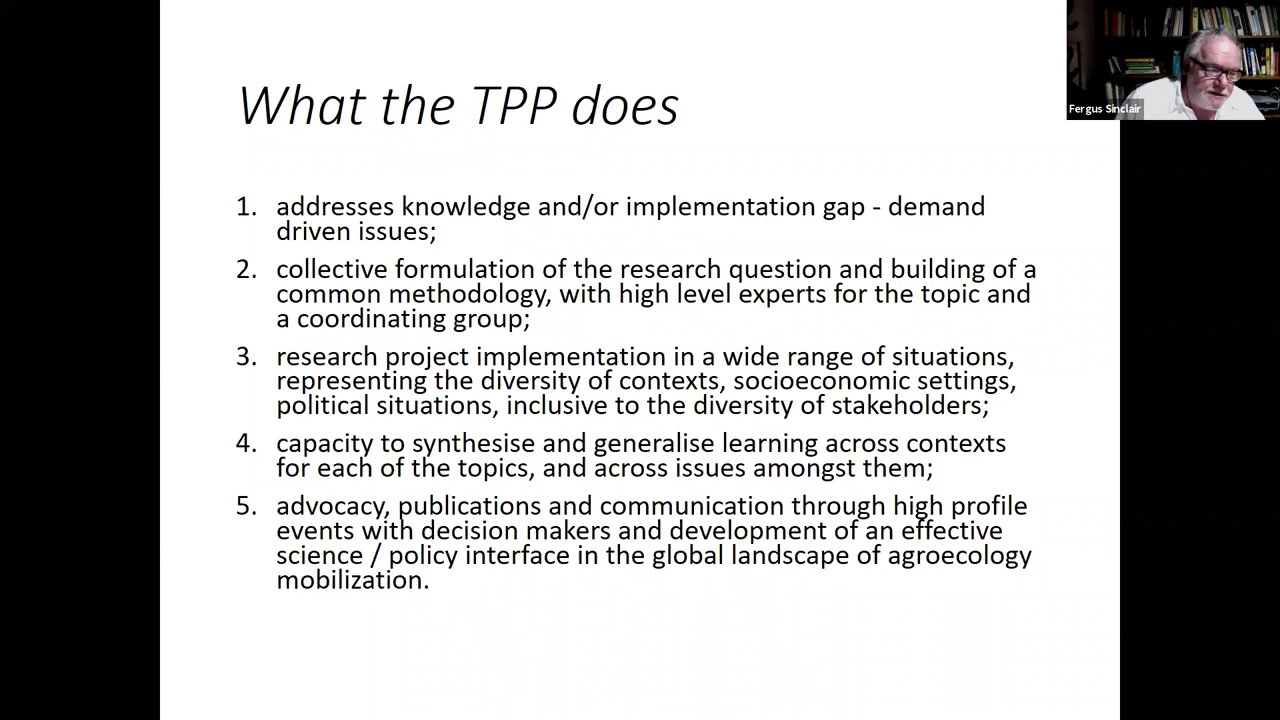 What the TPP does
Fergus Sinclair
1. addresses knowledge and/or implementation gap - demand
driven issues;
2. collective formulation of the research question and building of a
common methodology, with high level experts for the topic and
a coordinating group;
3. research project implementation in a wide range of situations,
representing the diversity of contexts, socioeconomic settings,
political situations, inclusive to the diversity of stakeholders;
4. capacity to synthesise and generalise learning across contexts
for each of the topics, and across issues amongst them;
5. advocacy, publications and communication through high profile
events with decision makers and development of an effective
science / policy interface in the global landscape of agroecology
mobilization.